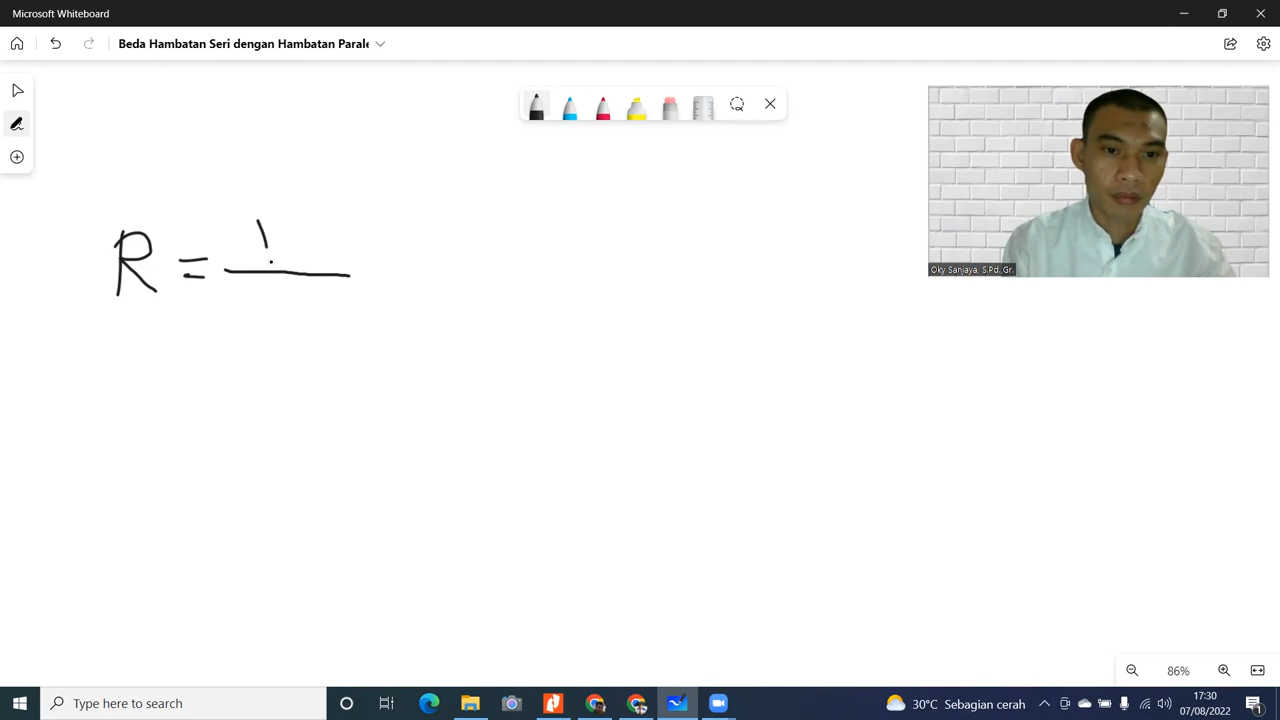 Microsoft Whiteboard
Beda Hambatan Seri dengan Hambatan Parale
R =
Oky Sanjaya, S.Pd. Gr.
86%
Type here to search
30°C Sebagian cerah
17:30
07/08/2022
1